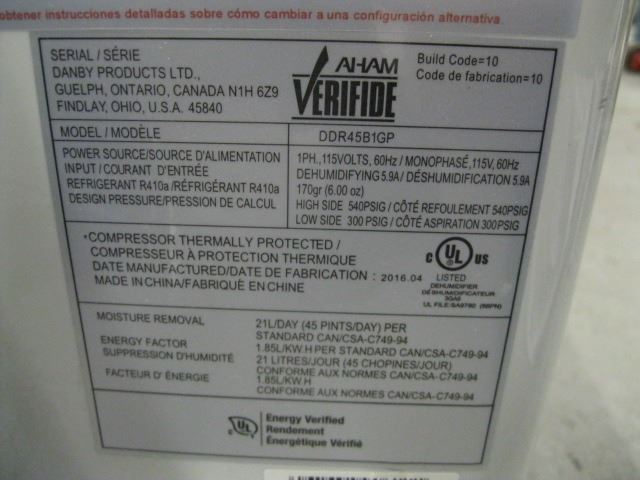 obtener instrucciones detalladas sobre cómo cambiar a una configuración alternativa.
SERIAL / SÉRIE
DANBY PRODUCTS LTD.,
GUELPH, ONTARIO, CANADA N1H 6Z9
FINDLAY, OHIO, U.S.A. 45840
AHAM
VERIFIDE
Build Code=10
Code de fabrication=10
MODEL / MODÈLE DDR45B1GP
POWER SOURCE/SOURCE D'ALIMENTATION 1PH.,115VOLTS, 60Hz / MONOPHASÉ,115V, 60Hz
INPUT / COURANT D'ENTRÉE DEHUMIDIFYING 5.9A/ DÉSHUMIDIFICATION 5.9A
REFRIGERANT R410a /RÉFRIGÉRANT R410a 170gr (6.00 oz)
DESIGN PRESSURE/PRESSION DE CALCUL HIGH SIDE 540PSIG / CÔTÉ REFOULEMENT 540PSIG
LOW SIDE 300 PSIG / CÔTÉ ASPIRATION 300PSIG
*COMPRESSOR THERMALLY PROTECTED /
COMPRESSEUR À PROTECTION THERMIQUE
DATE MANUFACTURED/DATE DE FABRICATION : 2016.04
MADE IN CHINA/FABRIQUÉ EN CHINE
C UL US
LISTED
DEHUMIDIFIER
DÉSHUMIDIFICATEUR
UL FILE:SA9792
MOISTURE REMOVAL 21L/DAY (45 PINTS/DAY) PER
STANDARD CAN/CSA-C749-94
ENERGY FACTOR 1.85L/KW.H PER STANDARD CAN/CSA-C749-94
SUPPRESSION D'HUMIDITÉ 21 LITRES/JOUR (45 CHOPINES/JOUR)
CONFORME AUX NORMES CAN/CSA-C749-94
FACTEUR D' ÉNERGIE 1.85L/KW.H
CONFORME AUX NORMES CAN/CSA-C749-94
C UL
Energy Verified
Rendement
Énergétique Vérifié